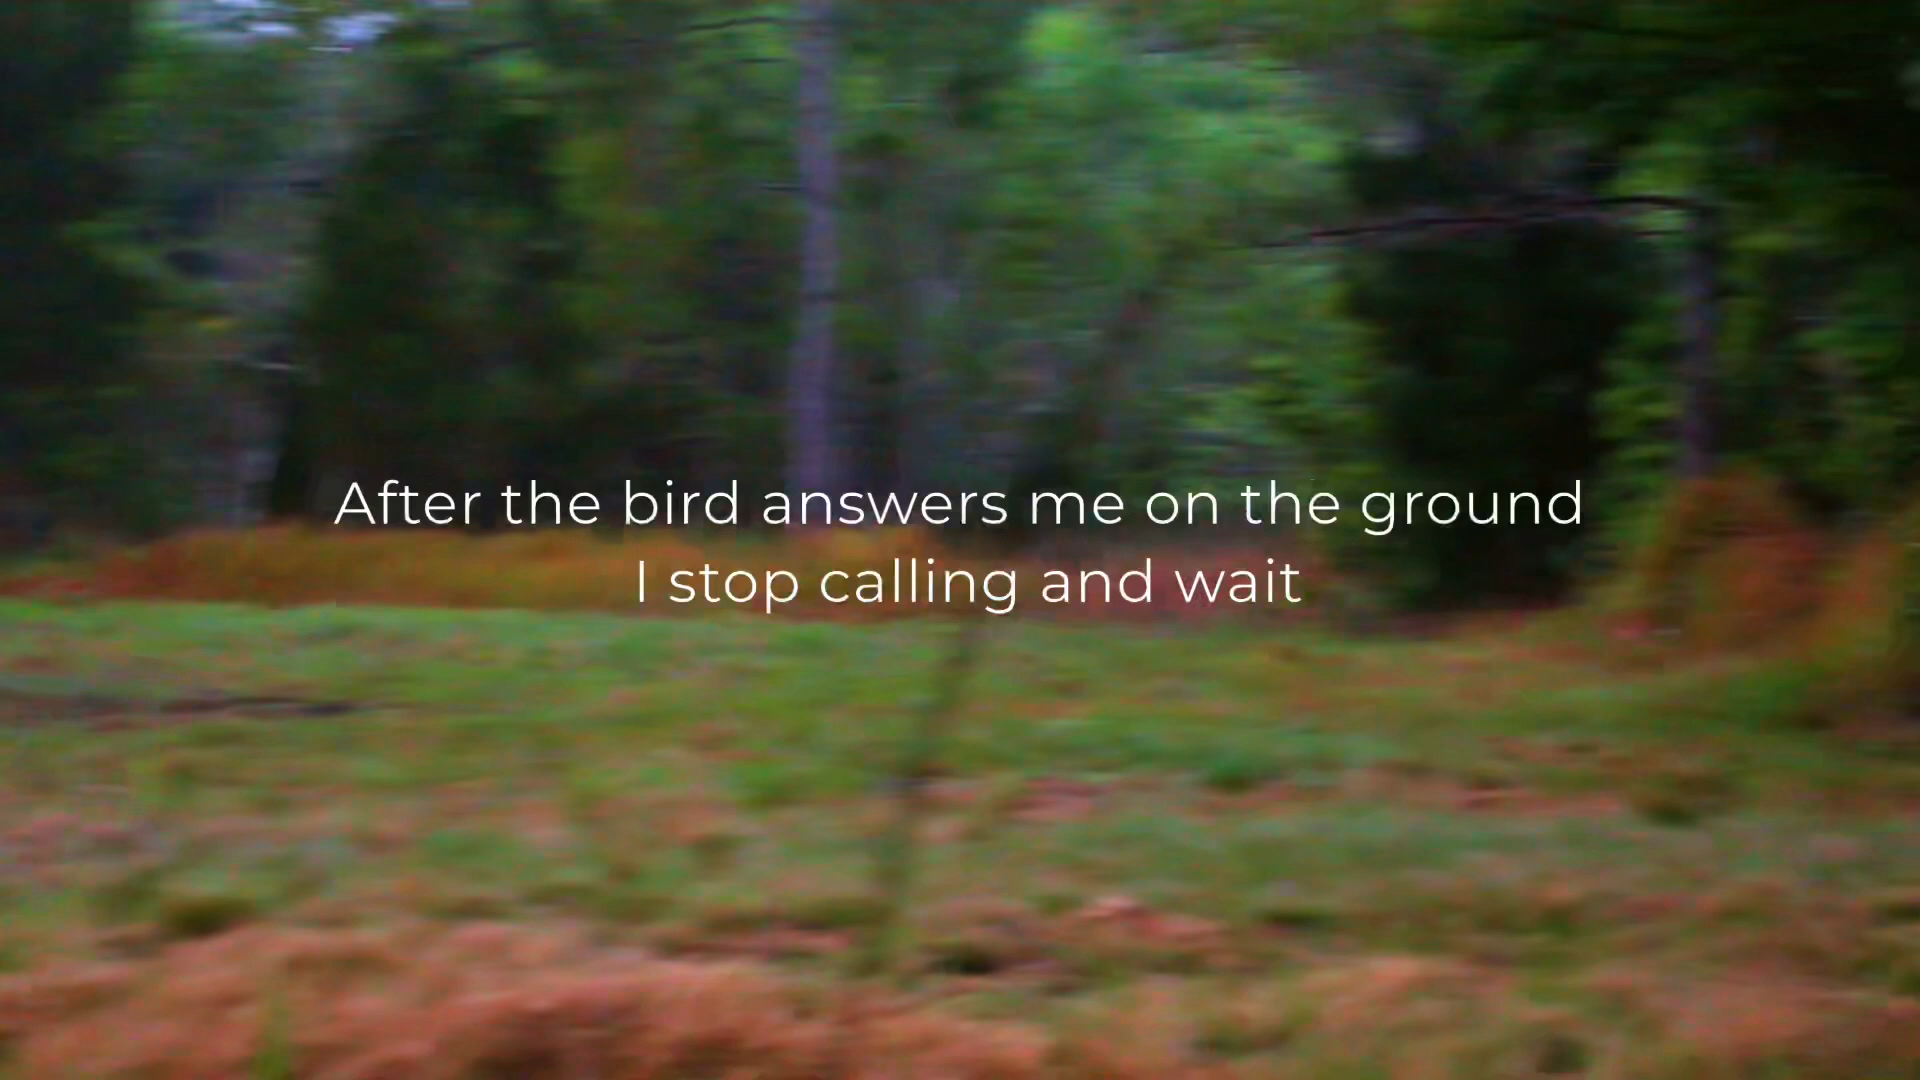 After the bird answers me on the ground
I stop calling and wait